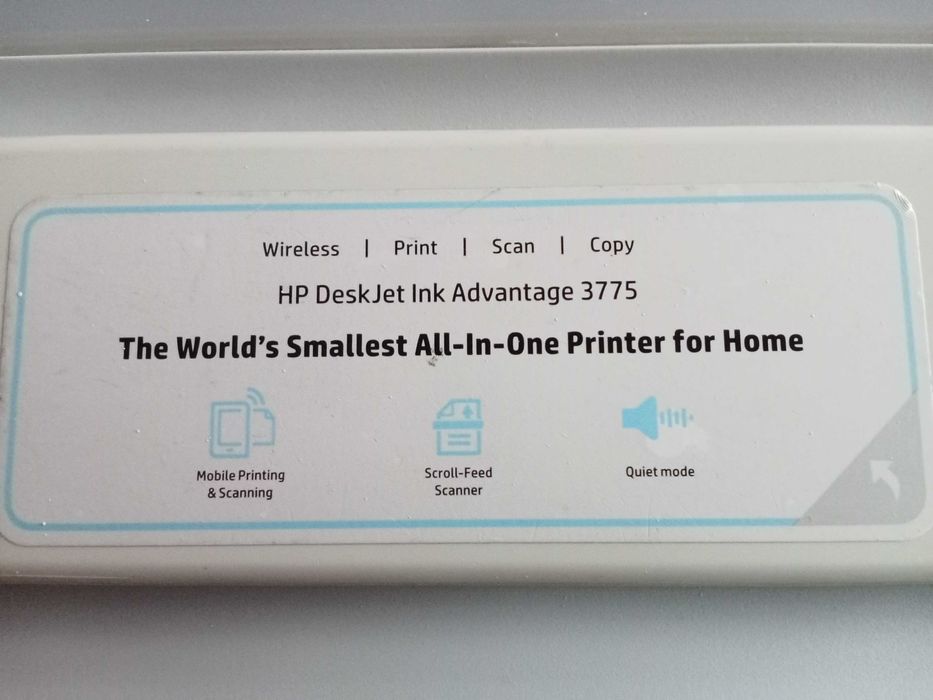 Wireless | Print | Scan | Copy
HP DeskJet Ink Advantage 3775
The World's Smallest All-In-One Printer for Home
Mobile Printing
& Scanning
Scroll-Feed
Scanner
Quiet mode